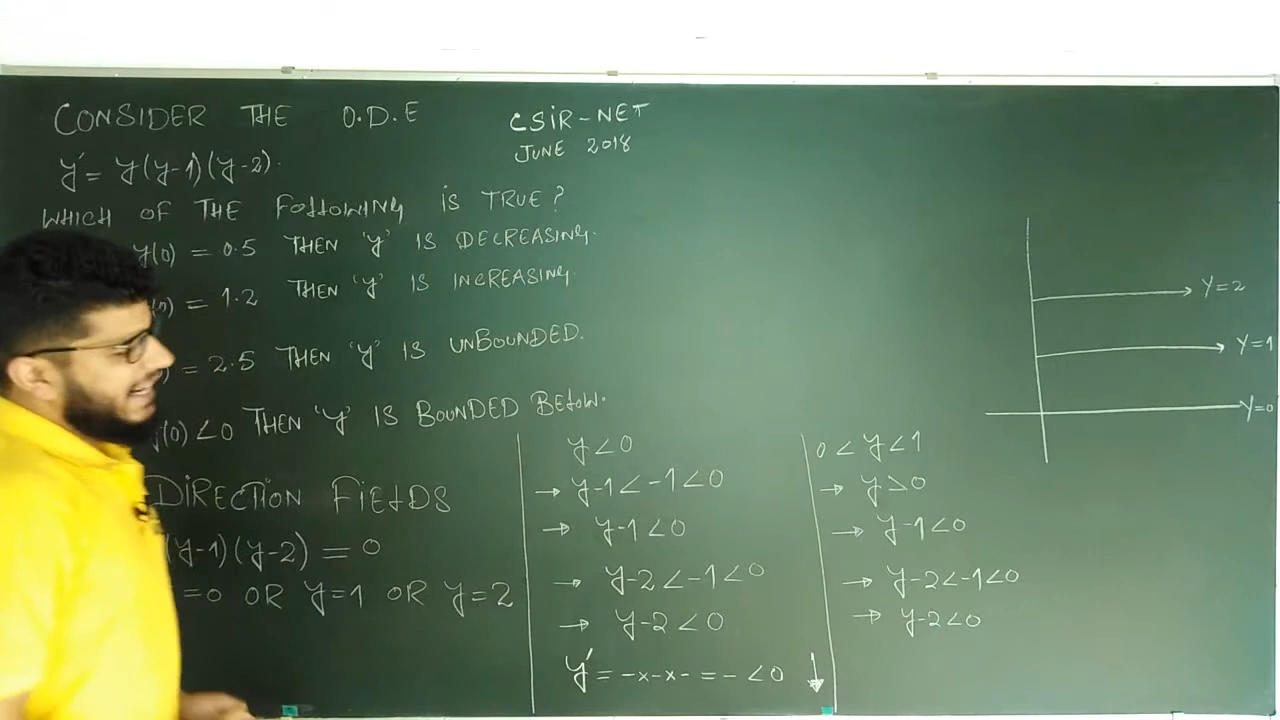 CONSIDER THE O.D.E
CSIR-NET
JUNE 2018
y' = y(y-1)(y-2).
WHICH OF THE FOLLOWING IS TRUE?
y(0) = 0.5 THEN 'y' IS DECREASING.
= 1.2 THEN 'y' IS INCREASING.
= 2.5 THEN 'y' IS UNBOUNDED.
(0) <0 THEN 'y' IS BOUNDED BELOW.
DIRECTION FIELDS
(y-1)(y-2) = 0
=0 OR y=1 OR y=2
y<0
→ y-1<-1<0
→ y-1<0
→ y-2<-1<0
→ y-2<0
y' = -x-x- = - <0 ↓
0<y<1
→ y>0
→ y-1<0
→ y-2<-1<0
→ y-2<0
y=2
y=1
y=0